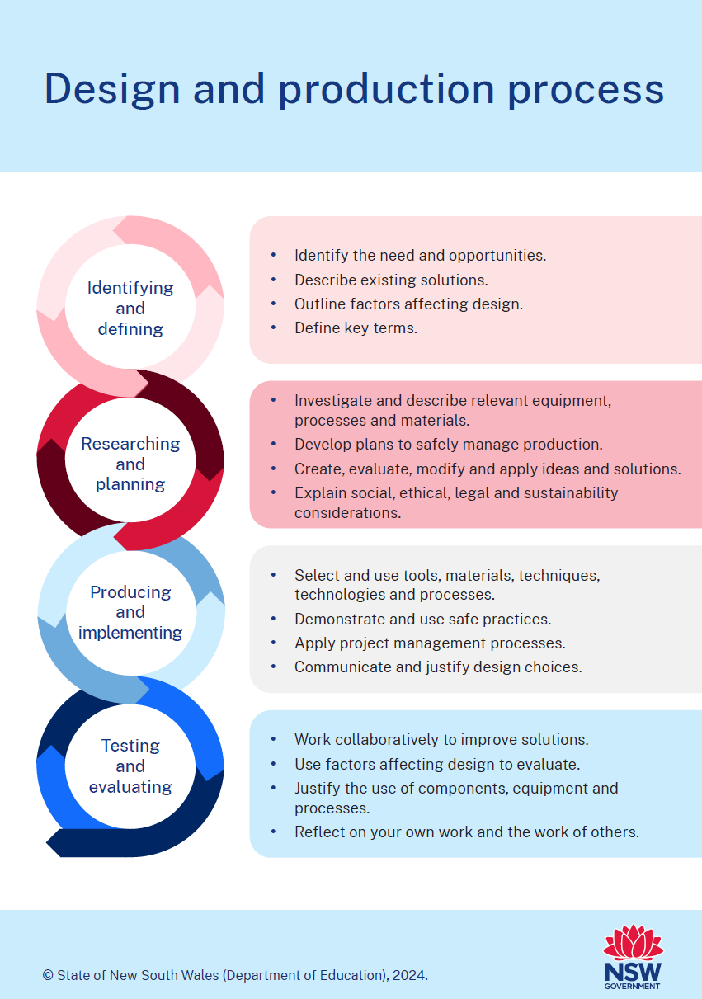 Design and production process
Identifying
and
defining
• Identify the need and opportunities.
• Describe existing solutions.
• Outline factors affecting design.
• Define key terms.
Researching
and
planning
• Investigate and describe relevant equipment,
processes and materials.
• Develop plans to safely manage production.
• Create, evaluate, modify and apply ideas and solutions.
• Explain social, ethical, legal and sustainability
considerations.
Producing
and
implementing
• Select and use tools, materials, techniques,
technologies and processes.
• Demonstrate and use safe practices.
• Apply project management processes.
• Communicate and justify design choices.
Testing
and
evaluating
• Work collaboratively to improve solutions.
• Use factors affecting design to evaluate.
• Justify the use of components, equipment and
processes.
• Reflect on your own work and the work of others.
© State of New South Wales (Department of Education), 2024.
NSW
GOVERNMENT